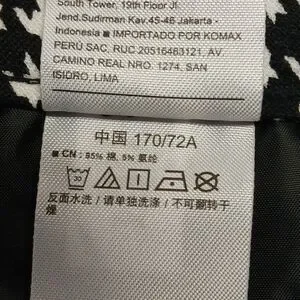 South Tower, 19th Floor Jl.
Jend.Sudirman Kav.45-46 Jakarta -
Indonesia ■ IMPORTADO POR KOMAX
PERÚ SAC, RUC 20516463121, AV
CAMINO REAL NRO. 1274, SAN
ISIDRO, LIMA
中国 170/72A
■ CN : 95% 棉, 5% 氨纶
30
反面水洗 / 请单独洗涤 / 不可翻转干
燥